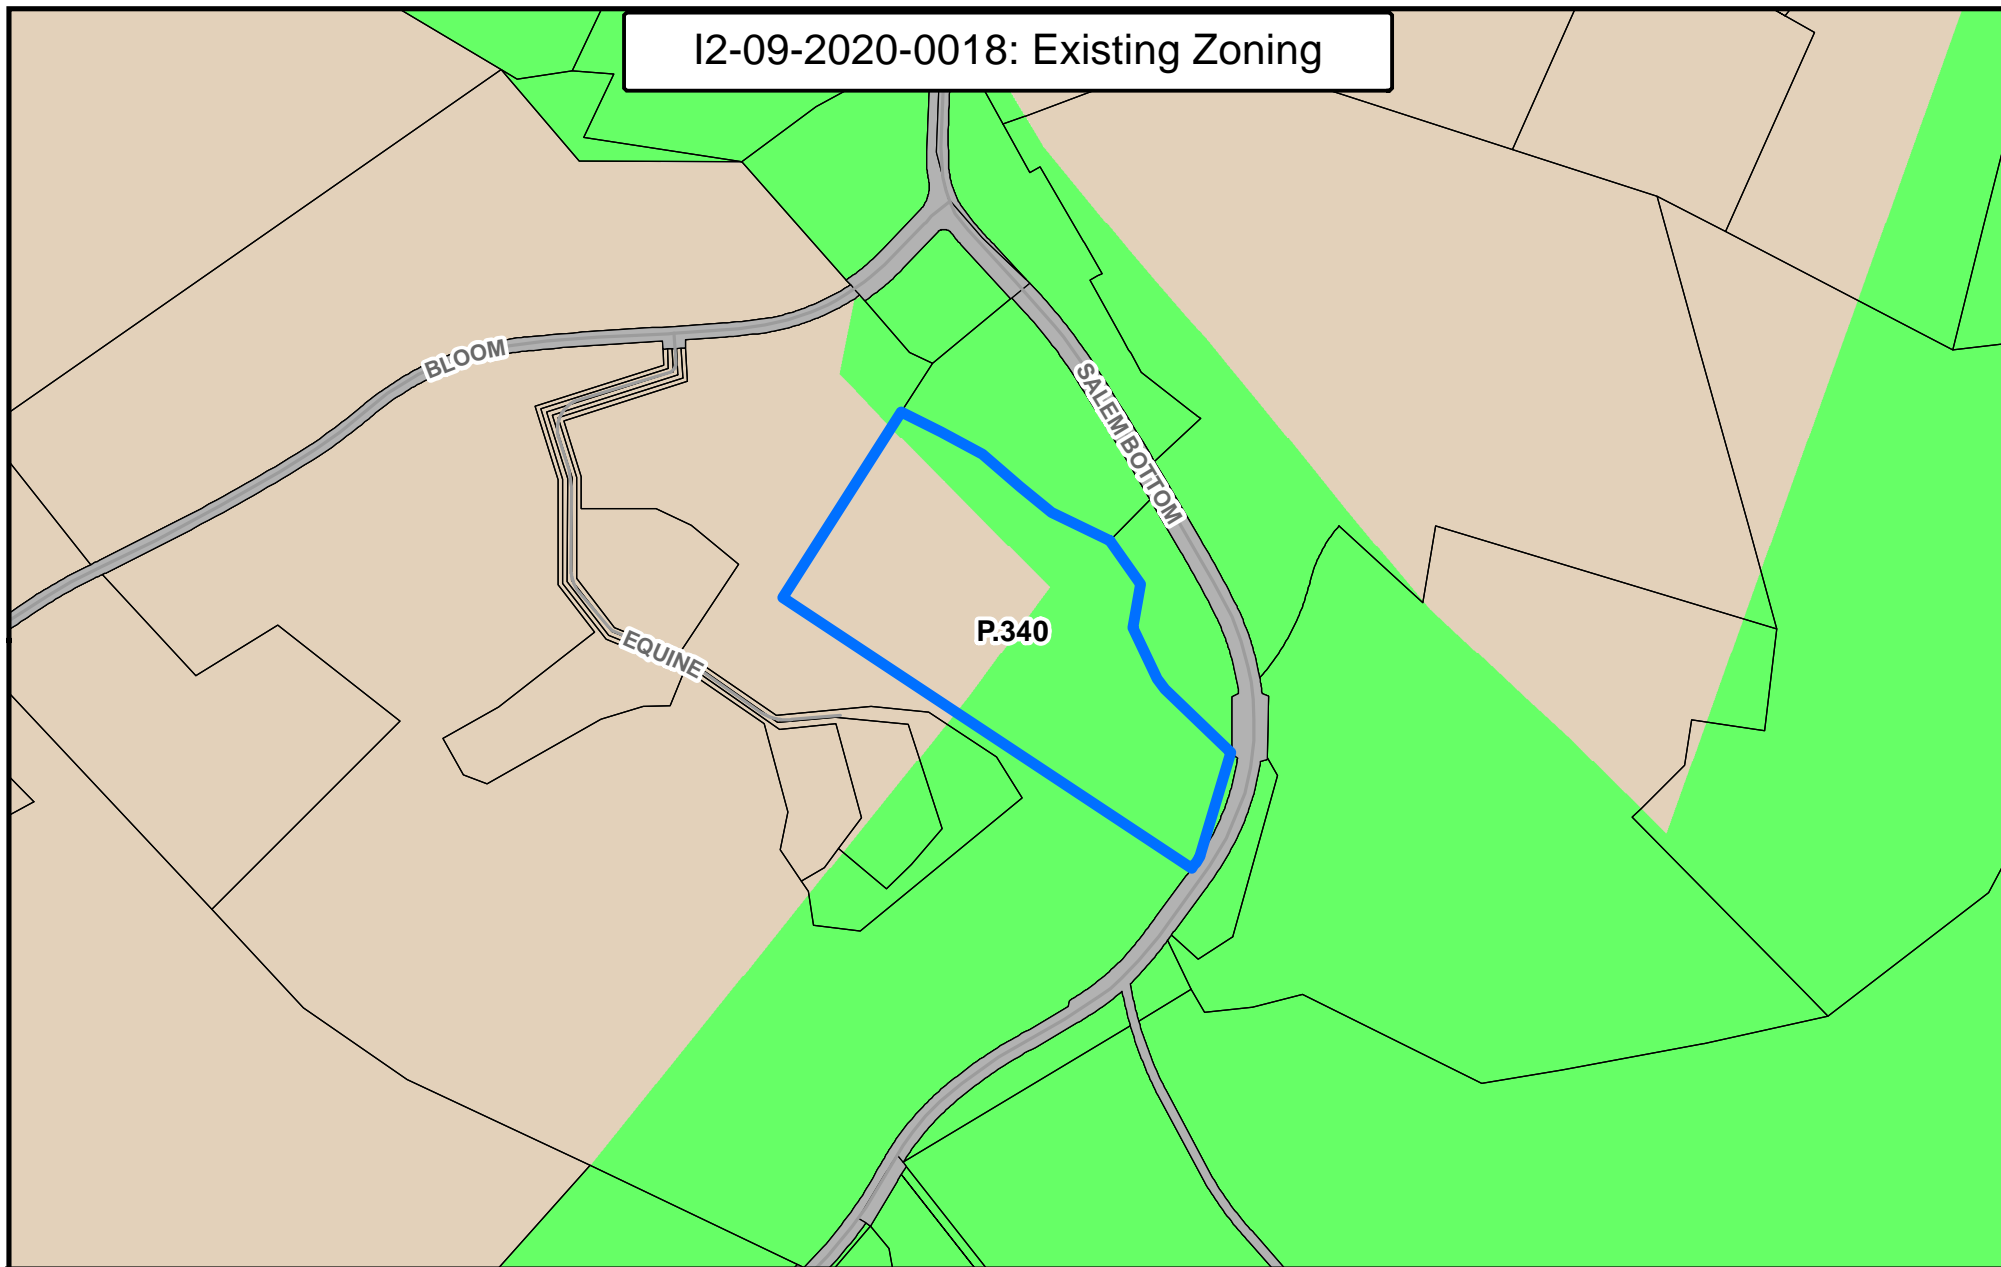 I2-09-2020-0018: Existing Zoning
BLOOM
SALEM BOTTOM
EQUINE
P.340